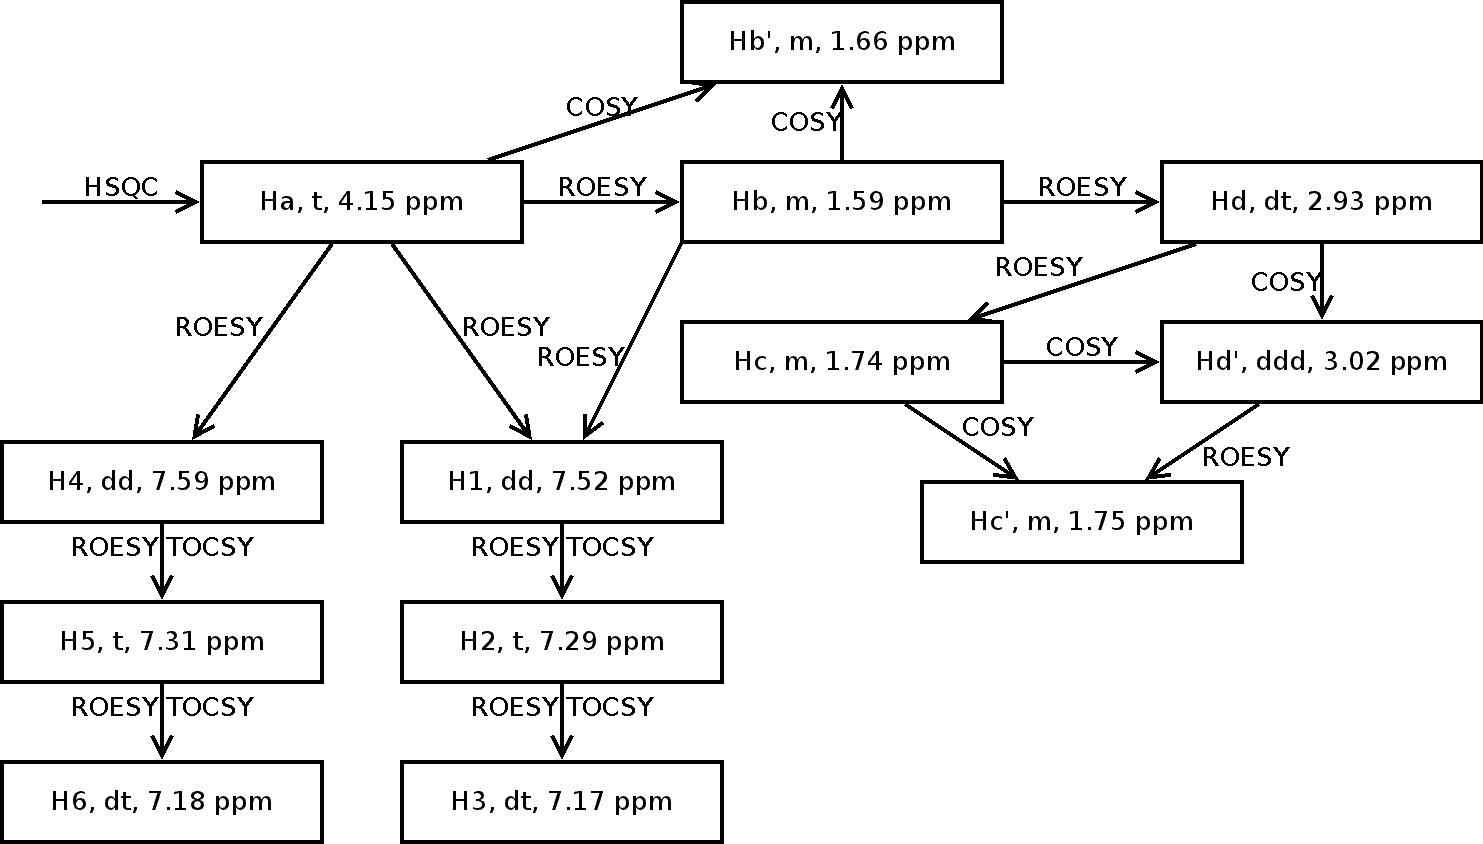 Hb', m, 1.66 ppm
COSY
COSY
HSQC
Ha, t, 4.15 ppm
ROESY
Hb, m, 1.59 ppm
ROESY
Hd, dt, 2.93 ppm
ROESY
COSY
ROESY
ROESY
ROESY
Hc, m, 1.74 ppm
COSY
Hd', ddd, 3.02 ppm
COSY
ROESY
H4, dd, 7.59 ppm
H1, dd, 7.52 ppm
Hc', m, 1.75 ppm
ROESY TOCSY
ROESY TOCSY
H5, t, 7.31 ppm
H2, t, 7.29 ppm
ROESY TOCSY
ROESY TOCSY
H6, dt, 7.18 ppm
H3, dt, 7.17 ppm